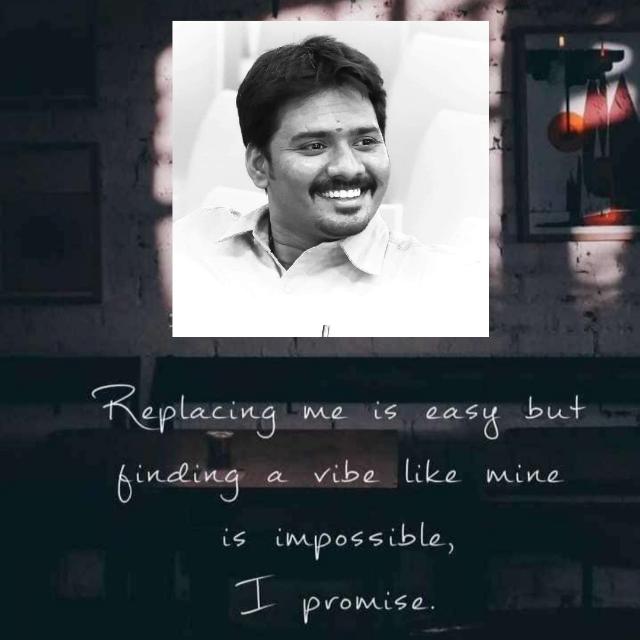 Replacing me is easy but
finding a vibe like mine
is impossible,
I promise.